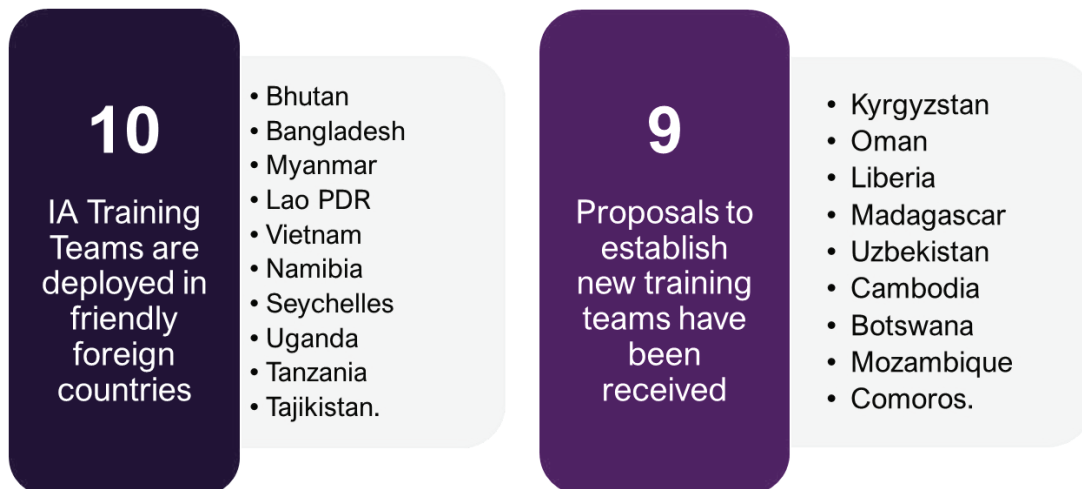 10
IA Training
Teams are
deployed in
friendly
foreign
countries
• Bhutan
• Bangladesh
• Myanmar
• Lao PDR
• Vietnam
• Namibia
• Seychelles
• Uganda
• Tanzania
• Tajikistan.
9
Proposals to
establish
new training
teams have
been
received
• Kyrgyzstan
• Oman
• Liberia
• Madagascar
• Uzbekistan
• Cambodia
• Botswana
• Mozambique
• Comoros.